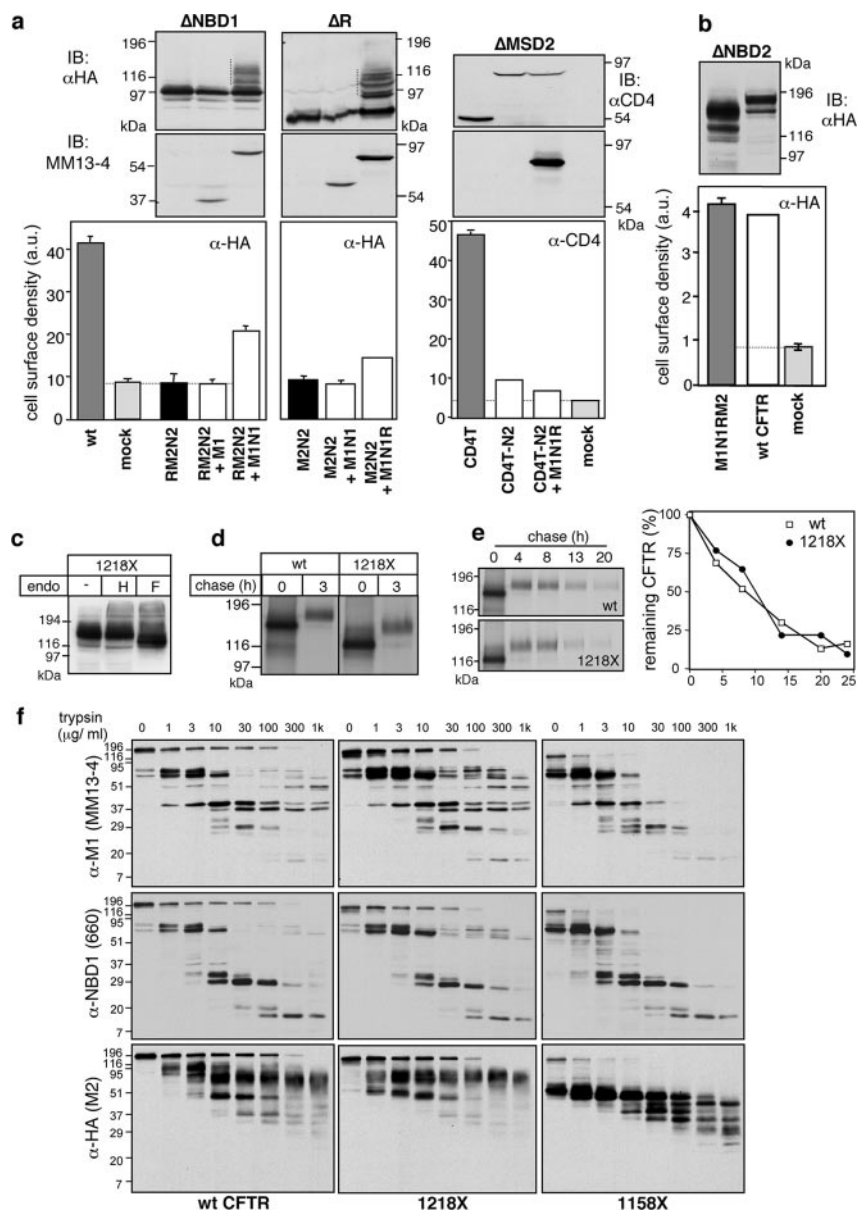 a
ΔNBD1
ΔR
ΔMSD2
b
ΔNBD2
IB:
αHA
196
116
97
kDa
196
116
97
kDa
97
54
IB:
αCD4
kDa
196
116
97
IB:
αHA
IB:
MM13-4
54
37
97
54
97
54
kDa
cell surface density (a.u.)
40
30
20
10
0
α-HA
wt
mock
RM2N2
RM2N2 + M1
RM2N2 + M1N1
α-HA
M2N2
M2N2 + M1N1
M2N2 + M1N1R
50
40
30
20
10
0
α-CD4
CD4T
CD4T-N2
CD4T-N2 + M1N1R
mock
cell surface density (a.u.)
4
3
2
1
0
α-HA
M1N1RM2
wt CFTR
mock
c
1218X
endo
-
H
F
194
116
97
kDa
d
wt
1218X
chase (h)
0
3
0
3
196
116
97
kDa
e
chase (h)
0 4 8 13 20
196
116
wt
196
116
kDa
1218X
remaining CFTR (%)
100
75
50
25
0
wt
1218X
0 5 10 15 20 25
f
trypsin
(μg/ ml)
0 1 3 10 30 100 300 1k
0 1 3 10 30 100 300 1k
0 1 3 10 30 100 300 1k
α-M1 (MM13-4)
196
116
95
51
37
29
20
7
α-NBD1 (660)
196
116
95
51
37
29
20
7
α-HA (M2)
196
116
95
51
37
29
20
7
wt CFTR
1218X
1158X